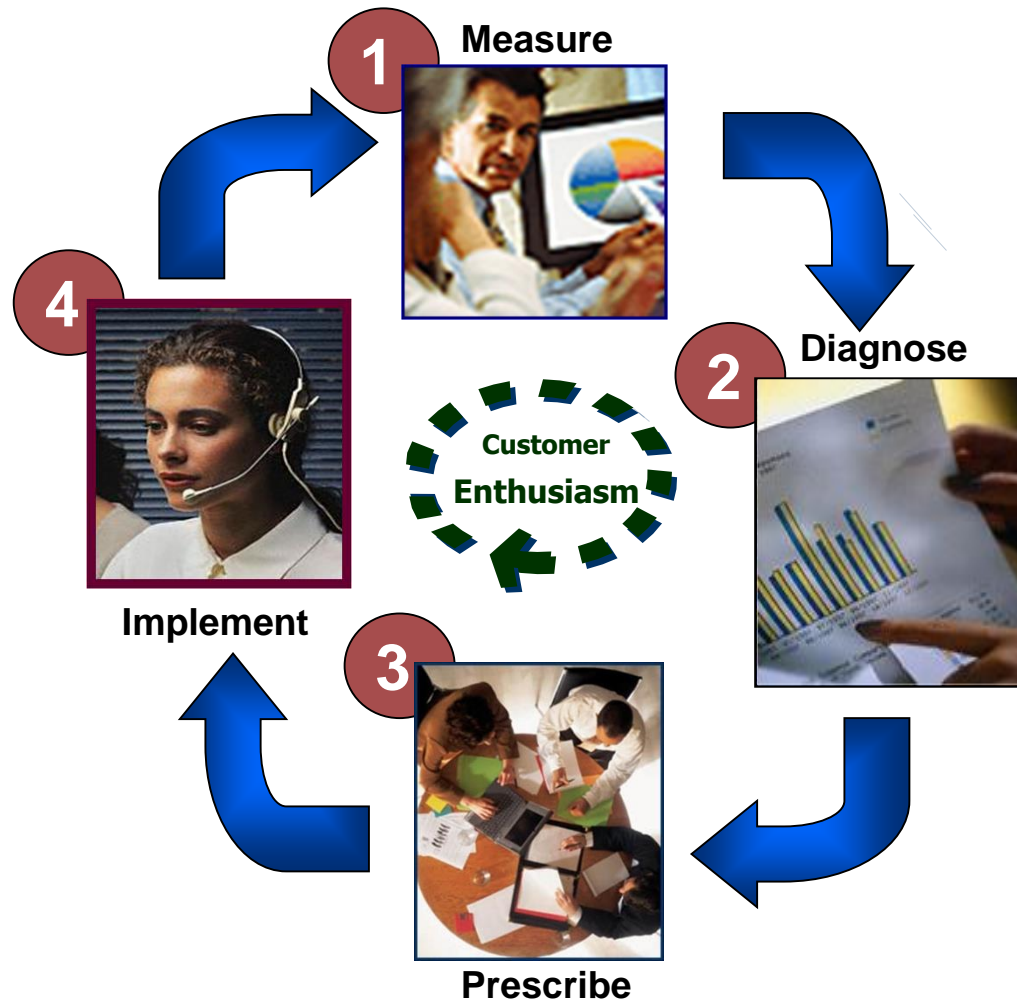 1
Measure
2
Diagnose
3
Prescribe
4
Implement
Customer
Enthusiasm